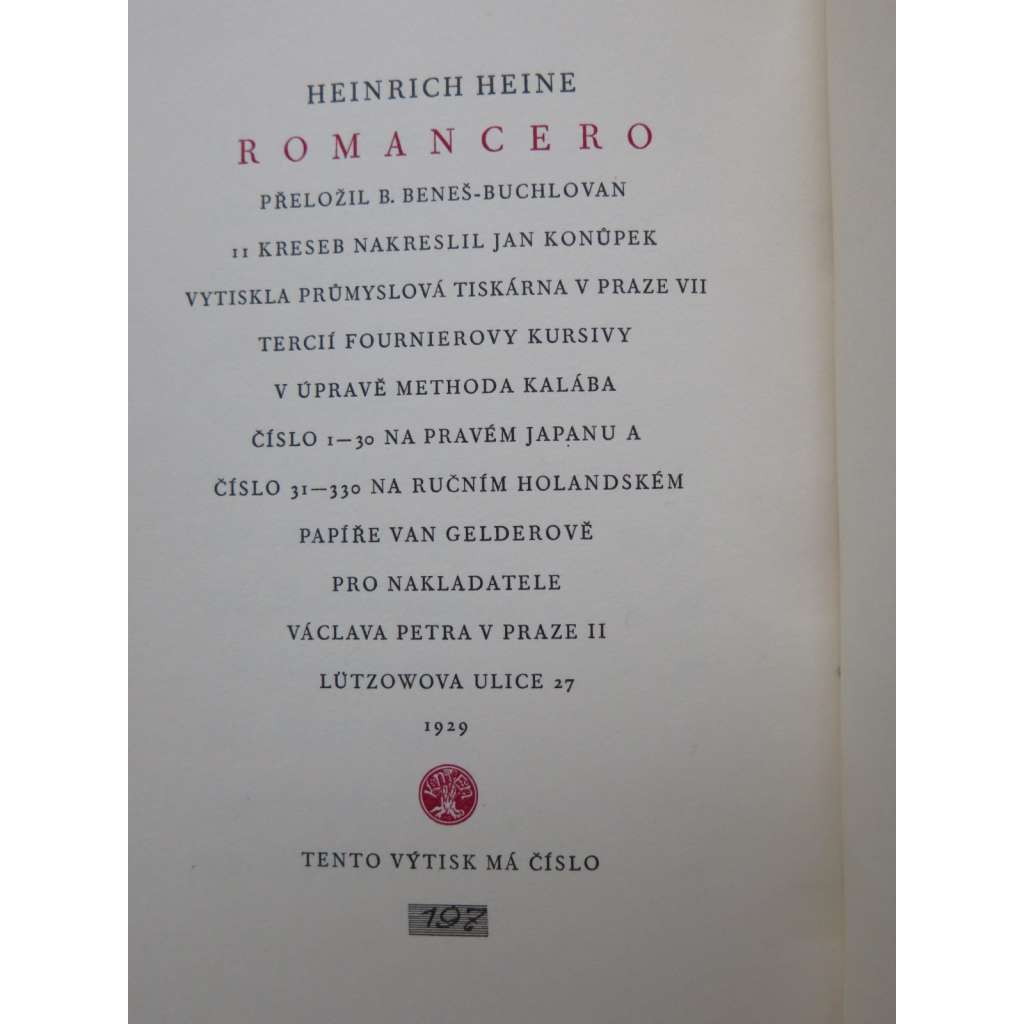 HEINRICH HEINE
ROMANCERO
PŘELOŽIL B. BENEŠ-BUCHLOVAN
11 KRESEB NAKRESLIL JAN KONŮPEK
VYTISKLA PRŮMYSLOVÁ TISKÁRNA V PRAZE VII
TERCIÍ FOURNIEROVY KURSIVY
V ÚPRAVĚ METHODA KALÁBA
ČÍSLO 1—30 NA PRAVÉM JAPANU A
ČÍSLO 31—330 NA RUČNÍM HOLANDSKÉM
PAPÍŘE VAN GELDEROVĚ
PRO NAKLADATELE
VÁCLAVA PETRA V PRAZE II
LÜTZOWOVA ULICE 27
1929
TENTO VÝTISK MÁ ČÍSLO
197